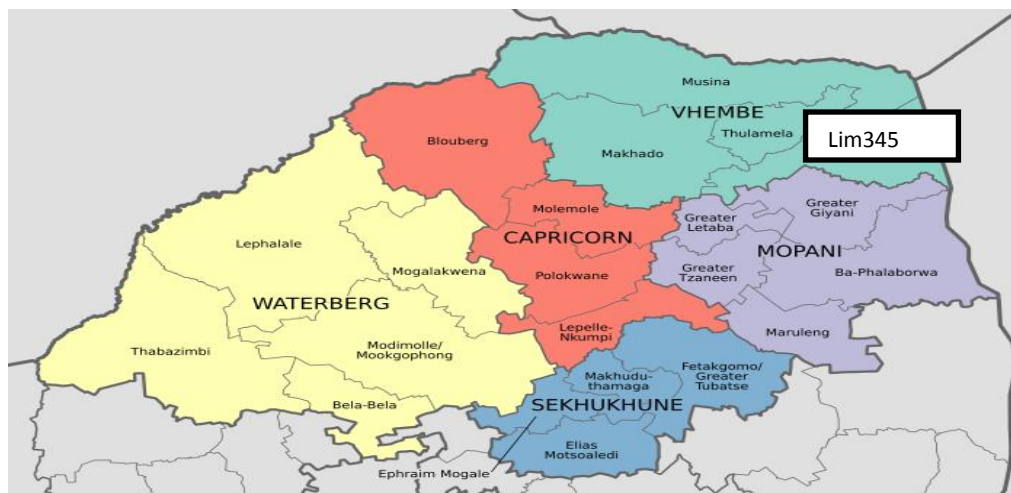 Musina
VHEMBE
Thulamela
Lim345
Makhado
Blouberg
Molemole
CAPRICORN
Polokwane
Lepelle-
Nkumpi
Greater
Giyani
Greater
Letaba
MOPANI
Greater
Tzaneen
Ba-Phalaborwa
Maruleng
Lephalale
Mogalakwena
WATERBERG
Thabazimbi
Modimolle/
Mookgophong
Bela-Bela
Fetakgomo/
Greater
Tubatse
Makhudu-
thamaga
SEKHUKHUNE
Elias
Motsoaledi
Ephraim Mogale